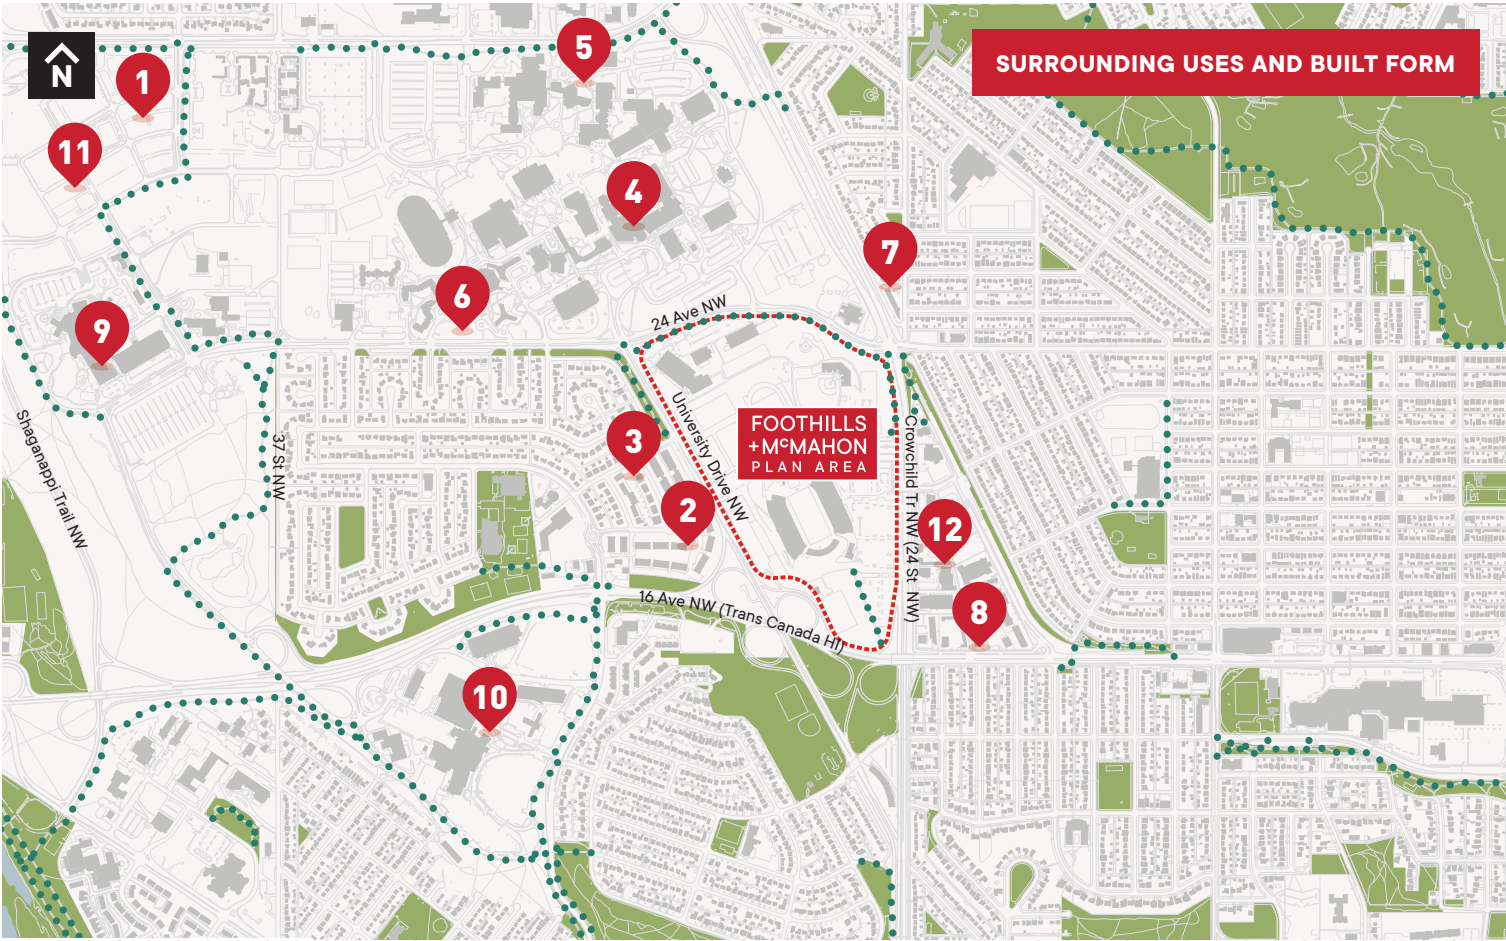 SURROUNDING USES AND BUILT FORM
N
5
1
11
4
7
6
9
24 Ave NW
FOOTHILLS
+McMAHON
PLAN AREA
University Drive NW
Crowchild Tr NW (24 St NW)
Shaganappi Trail NW
37 St NW
3
2
12
8
16 Ave NW (Trans Canada HI)
10